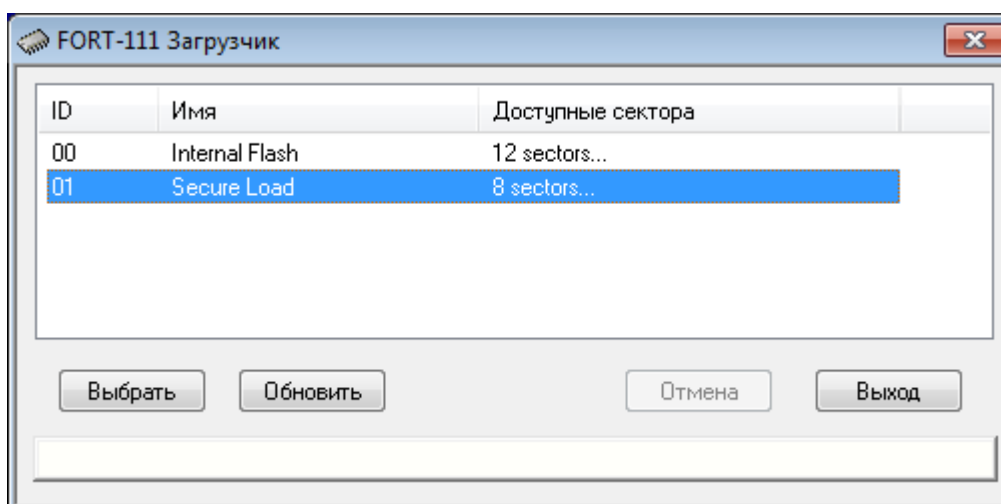 FORT-111 Загрузчик
ID Имя Доступные сектора
00 Internal Flash 12 sectors...
01 Secure Load 8 sectors...
Выбрать Обновить Отмена Выход